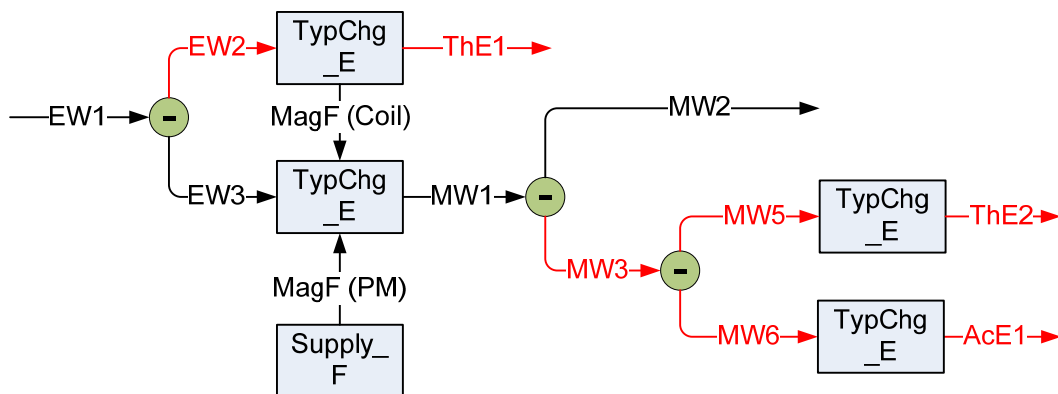 EW1
-
EW2
TypChg
_E
ThE1
MagF (Coil)
EW3
TypChg
_E
MW1
MagF (PM)
Supply_
F
-
MW2
MW3
-
MW5
TypChg
_E
ThE2
MW6
TypChg
_E
AcE1